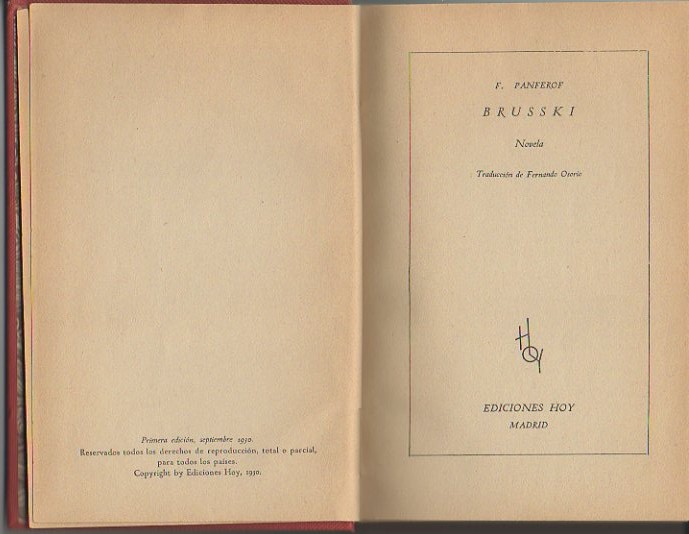 Primera edición, septiembre 1930.
Reservados todos los derechos de reproducción, total o parcial,
para todos los países.
Copyright by Ediciones Hoy, 1930.
F. PANFEROF
BRUSSKI
Novela
Traducción de Fernando Osorio
HOY
EDICIONES HOY
MADRID